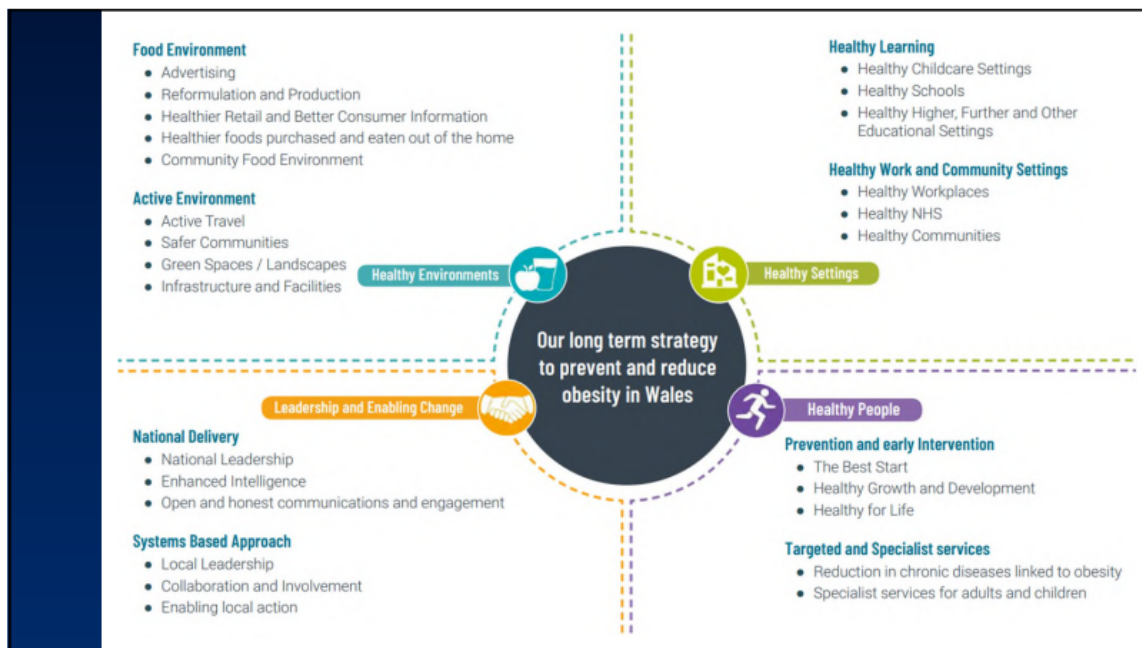 Food Environment
• Advertising
• Reformulation and Production
• Healthier Retail and Better Consumer Information
• Healthier foods purchased and eaten out of the home
• Community Food Environment
Active Environment
• Active Travel
• Safer Communities
• Green Spaces / Landscapes
• Infrastructure and Facilities
Healthy Environments
Healthy Learning
• Healthy Childcare Settings
• Healthy Schools
• Healthy Higher, Further and Other
Educational Settings
Healthy Work and Community Settings
• Healthy Workplaces
• Healthy NHS
• Healthy Communities
Healthy Settings
Our long term strategy
to prevent and reduce
obesity in Wales
Leadership and Enabling Change
National Delivery
• National Leadership
• Enhanced Intelligence
• Open and honest communications and engagement
Systems Based Approach
• Local Leadership
• Collaboration and Involvement
• Enabling local action
Healthy People
Prevention and early Intervention
• The Best Start
• Healthy Growth and Development
• Healthy for Life
Targeted and Specialist services
• Reduction in chronic diseases linked to obesity
• Specialist services for adults and children